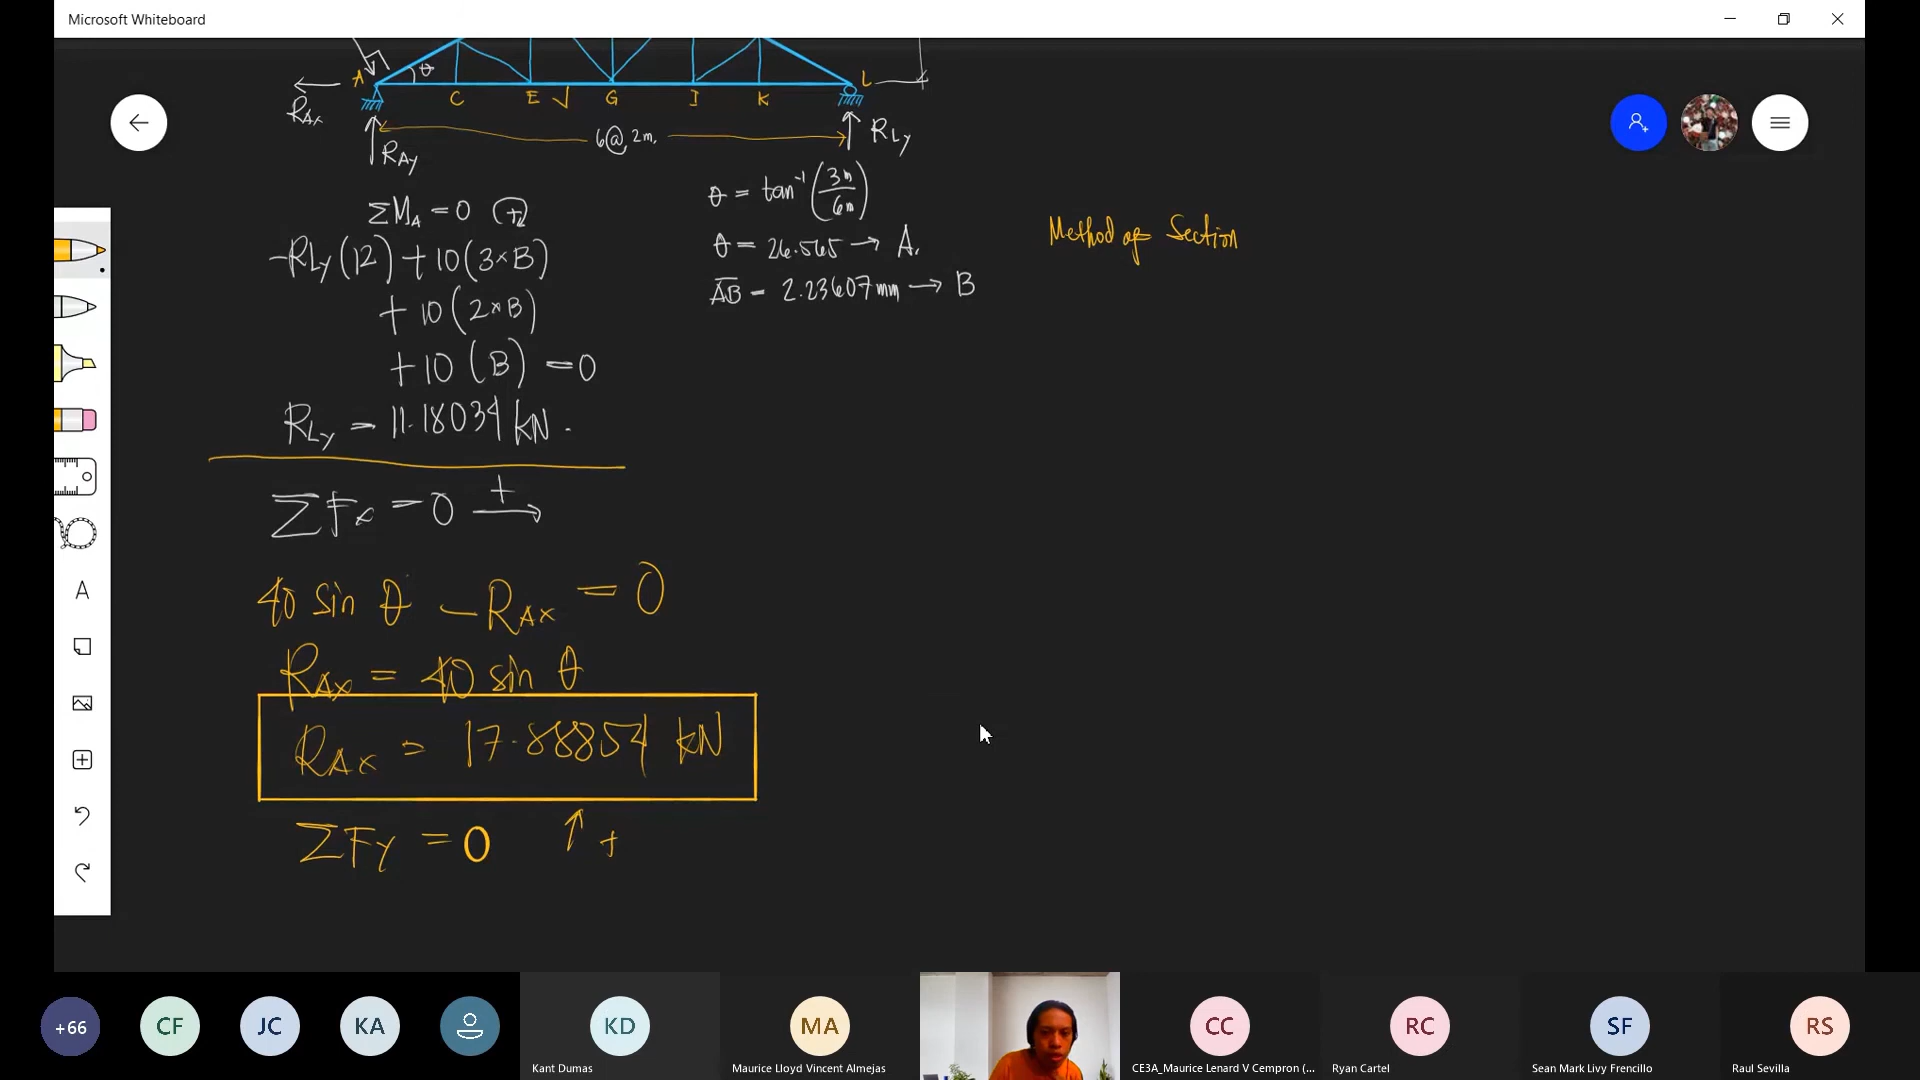 Microsoft Whiteboard
A θ L
C E √ G I K
RAx
6@2m.
RAy
RLy
ΣMA = 0 +
-RLy(12) + 10(3×B)
+ 10(2×B)
+10 (B) = 0
RLy = 11.18034 kN.
ΣFx = 0 +→
40 sin θ - RAx = 0
RAx = 40 sin θ
RAx = 17.88854 kN
ΣFy = 0 ↑+
θ = tan⁻¹(3m/6m)
θ = 26.565 → A.
AB = 2.23607mm → B
Method of Section
A
+66
CF
JC
KA
KD
Kant Dumas
MA
Maurice Lloyd Vincent Almejas
CC
CE3A_Maurice Lenard V Cempron (...
RC
Ryan Cartel
SF
Sean Mark Livy Frencillo
RS
Raul Sevilla